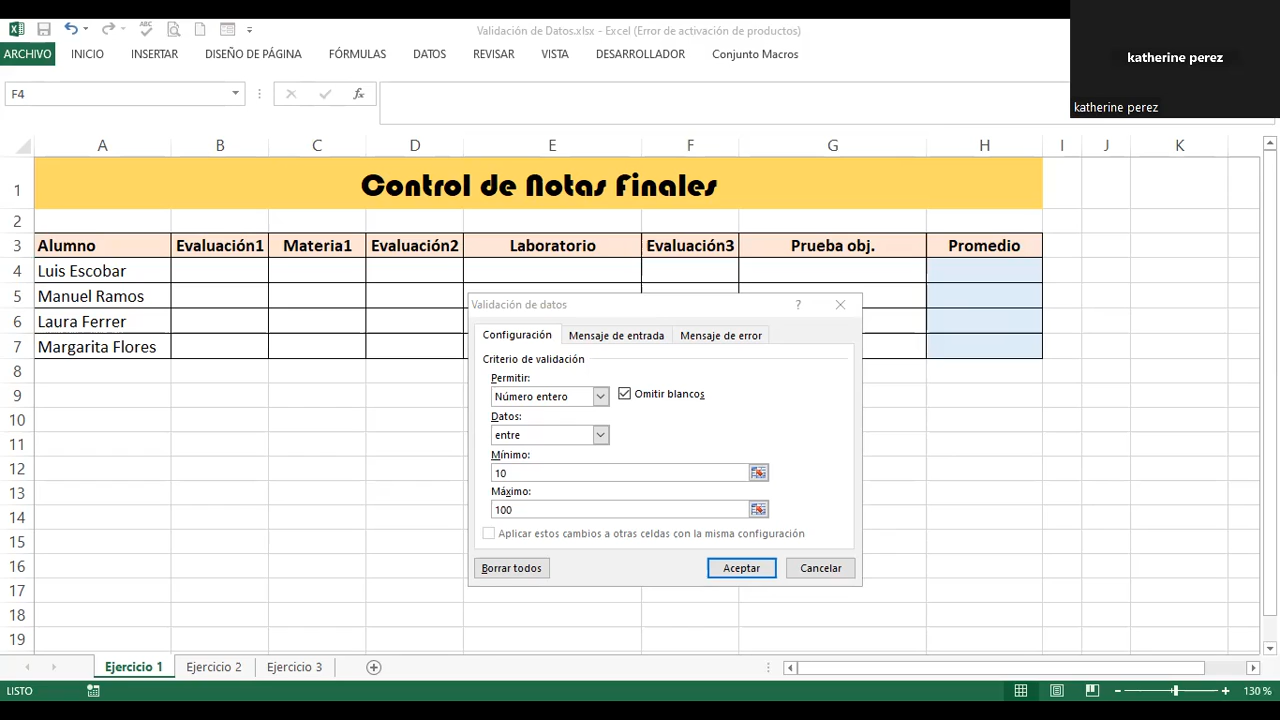 Validación de Datos.xlsx - Excel (Error de activación de productos)
katherine perez
katherine perez
ARCHIVO INICIO INSERTAR DISEÑO DE PÁGINA FÓRMULAS DATOS REVISAR VISTA DESARROLLADOR Conjunto Macros
F4 fx
A B C D E F G H I J K
1 Control de Notas Finales
2
3 Alumno Evaluación1 Materia1 Evaluación2 Laboratorio Evaluación3 Prueba obj. Promedio
4 Luis Escobar
5 Manuel Ramos
6 Laura Ferrer
7 Margarita Flores
8
9
10
11
12
13
14
15
16
17
18
19
Validación de datos ?
Configuración Mensaje de entrada Mensaje de error
Criterio de validación
Permitir:
Número entero Omitir blancos
Datos:
entre
Mínimo:
10
Máximo:
100
Aplicar estos cambios a otras celdas con la misma configuración
Borrar todos Aceptar Cancelar
Ejercicio 1 Ejercicio 2 Ejercicio 3
LISTO 130 %